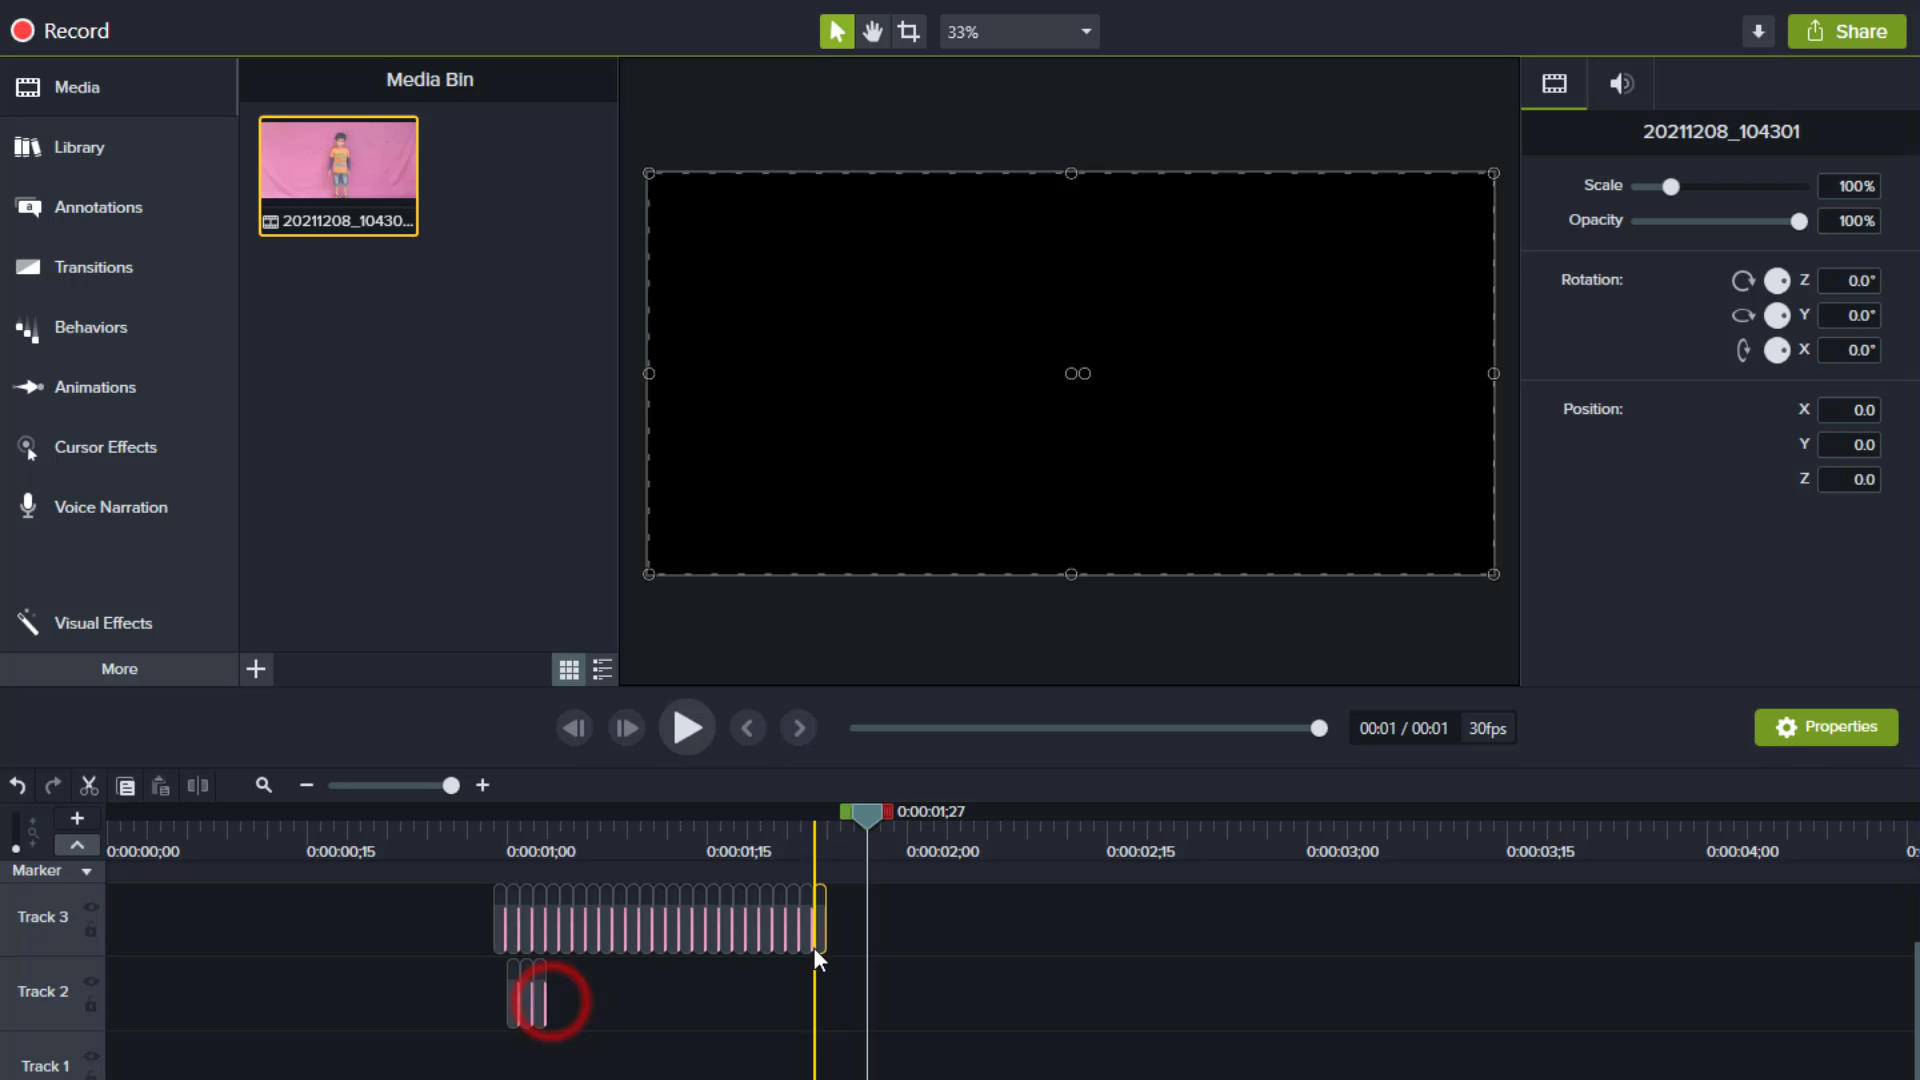 Record
33%
Share
Media
Media Bin
20211208_104301
Library
Scale
100%
Annotations
a
20211208_10430...
Opacity
100%
Transitions
Rotation:
Z
0.0°
Behaviors
Y
0.0°
X
0.0°
Animations
Position:
X
0.0
Cursor Effects
Y
0.0
Z
0.0
Voice Narration
Visual Effects
More
00:01 / 00:01
30fps
Properties
0:00:01;27
0:00:00;00
0:00:00;15
0:00:01;00
0:00:01;15
0:00:02;00
0:00:02;15
0:00:03;00
0:00:03;15
0:00:04;00
0:
Marker
Track 3
Track 2
Track 1